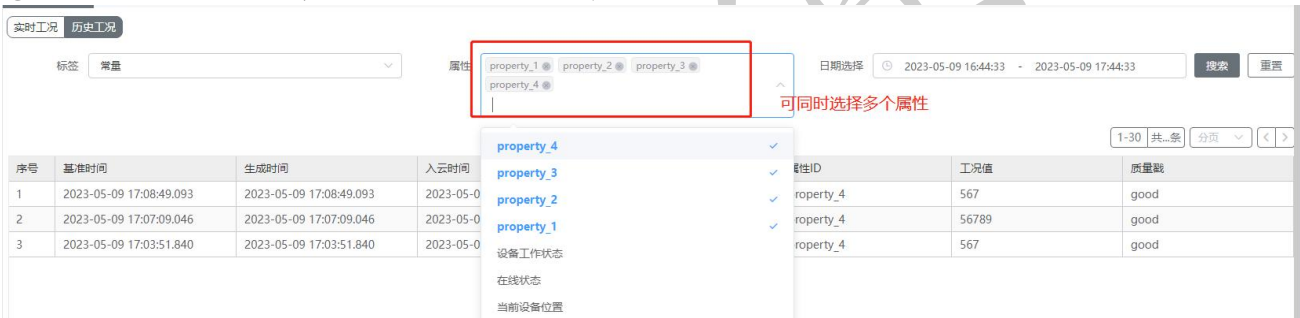 实时工况 历史工况
标签 常量 属性 property_1 property_2 property_3 日期选择 2023-05-09 16:44:33 - 2023-05-09 17:44:33 搜索 重置
property_4
可同时选择多个属性
1-30 共...条 分页
property_4
序号 基准时间 生成时间 入云时间 属性ID 工况值 质量戳
property_3
1 2023-05-09 17:08:49.093 2023-05-09 17:08:49.093 2023-05-0 roperty_4 567 good
property_2
2 2023-05-09 17:07:09.046 2023-05-09 17:07:09.046 2023-05-0 roperty_4 56789 good
property_1
3 2023-05-09 17:03:51.840 2023-05-09 17:03:51.840 2023-05-0 roperty_4 567 good
设备工作状态
在线状态
当前设备位置